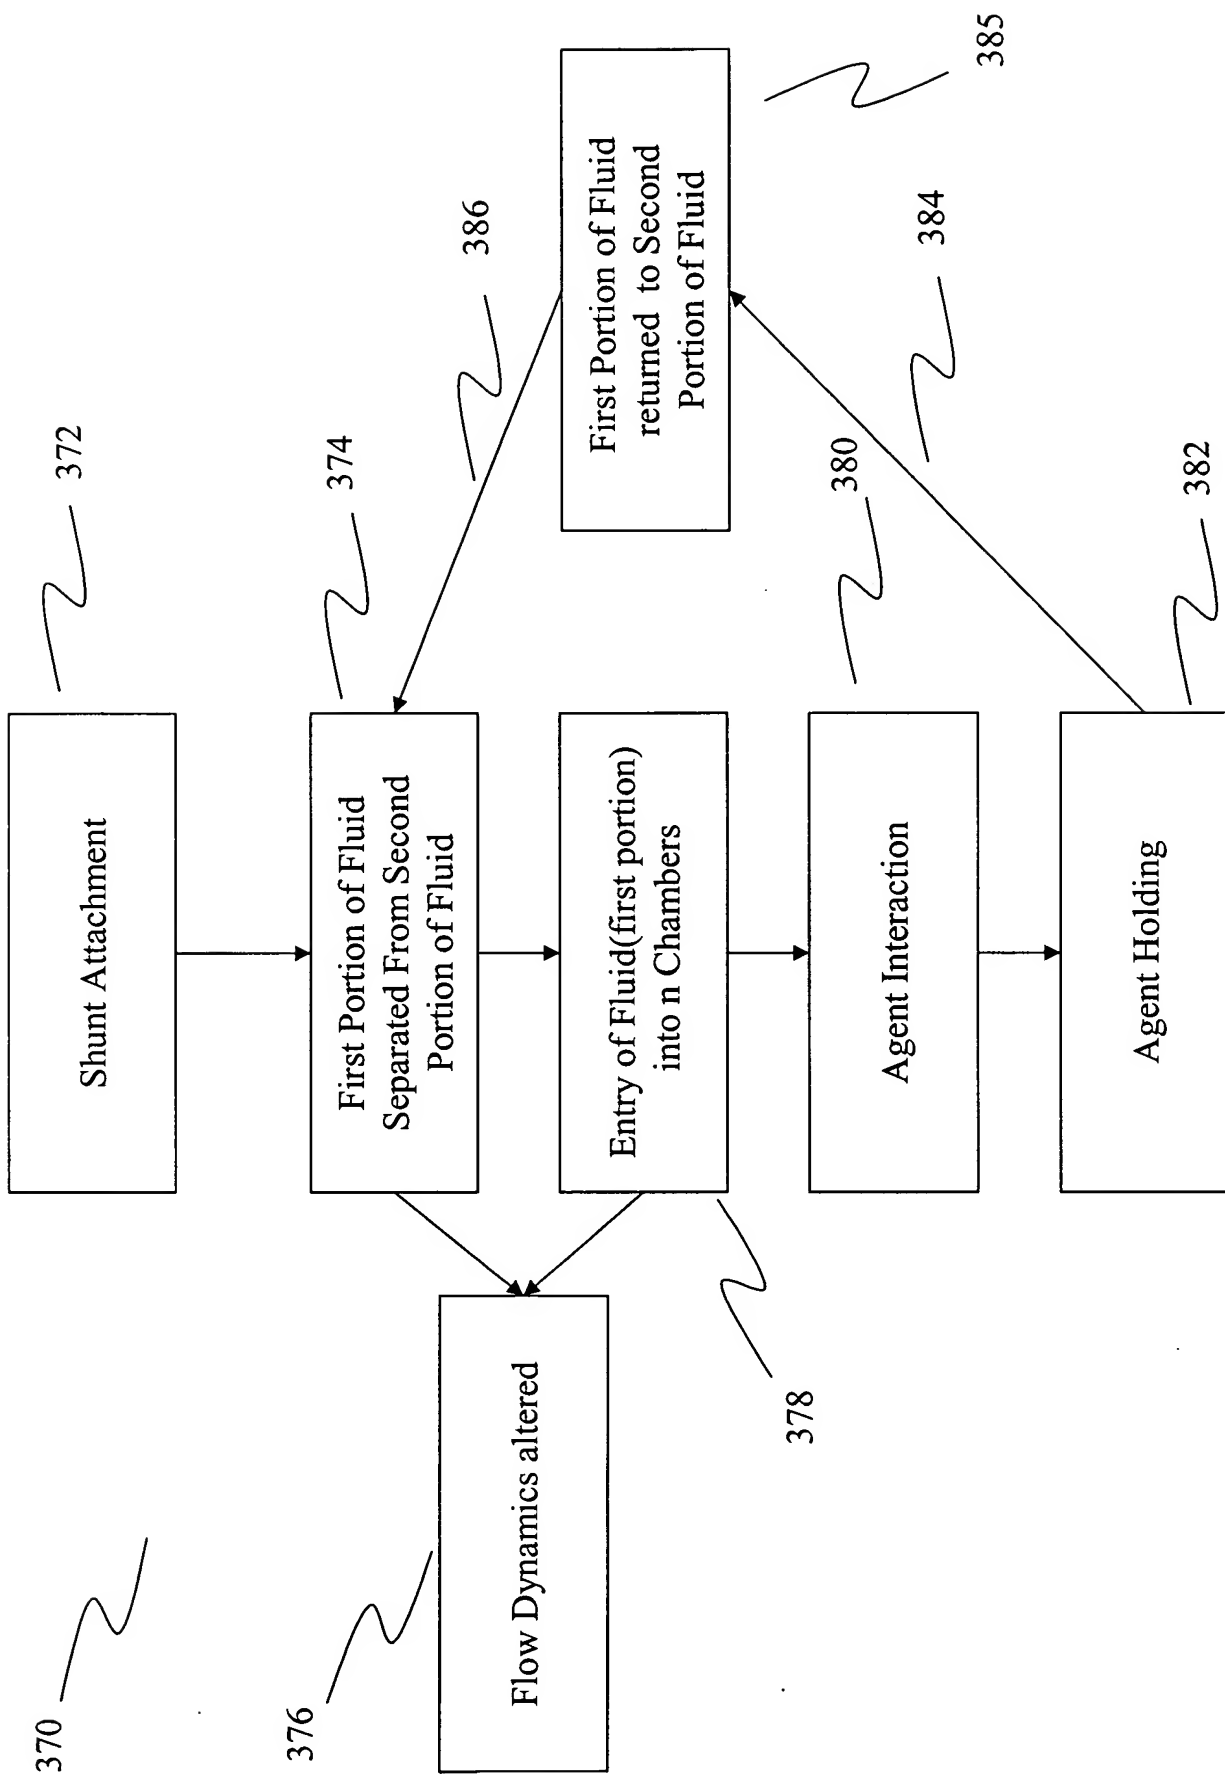 370
372
Shunt Attachment
374
First Portion of Fluid
Separated From Second
Portion of Fluid
376
Flow Dynamics altered
378
Entry of Fluid(first portion)
into n Chambers
380
Agent Interaction
382
Agent Holding
384
385
First Portion of Fluid
returned to Second
Portion of Fluid
386